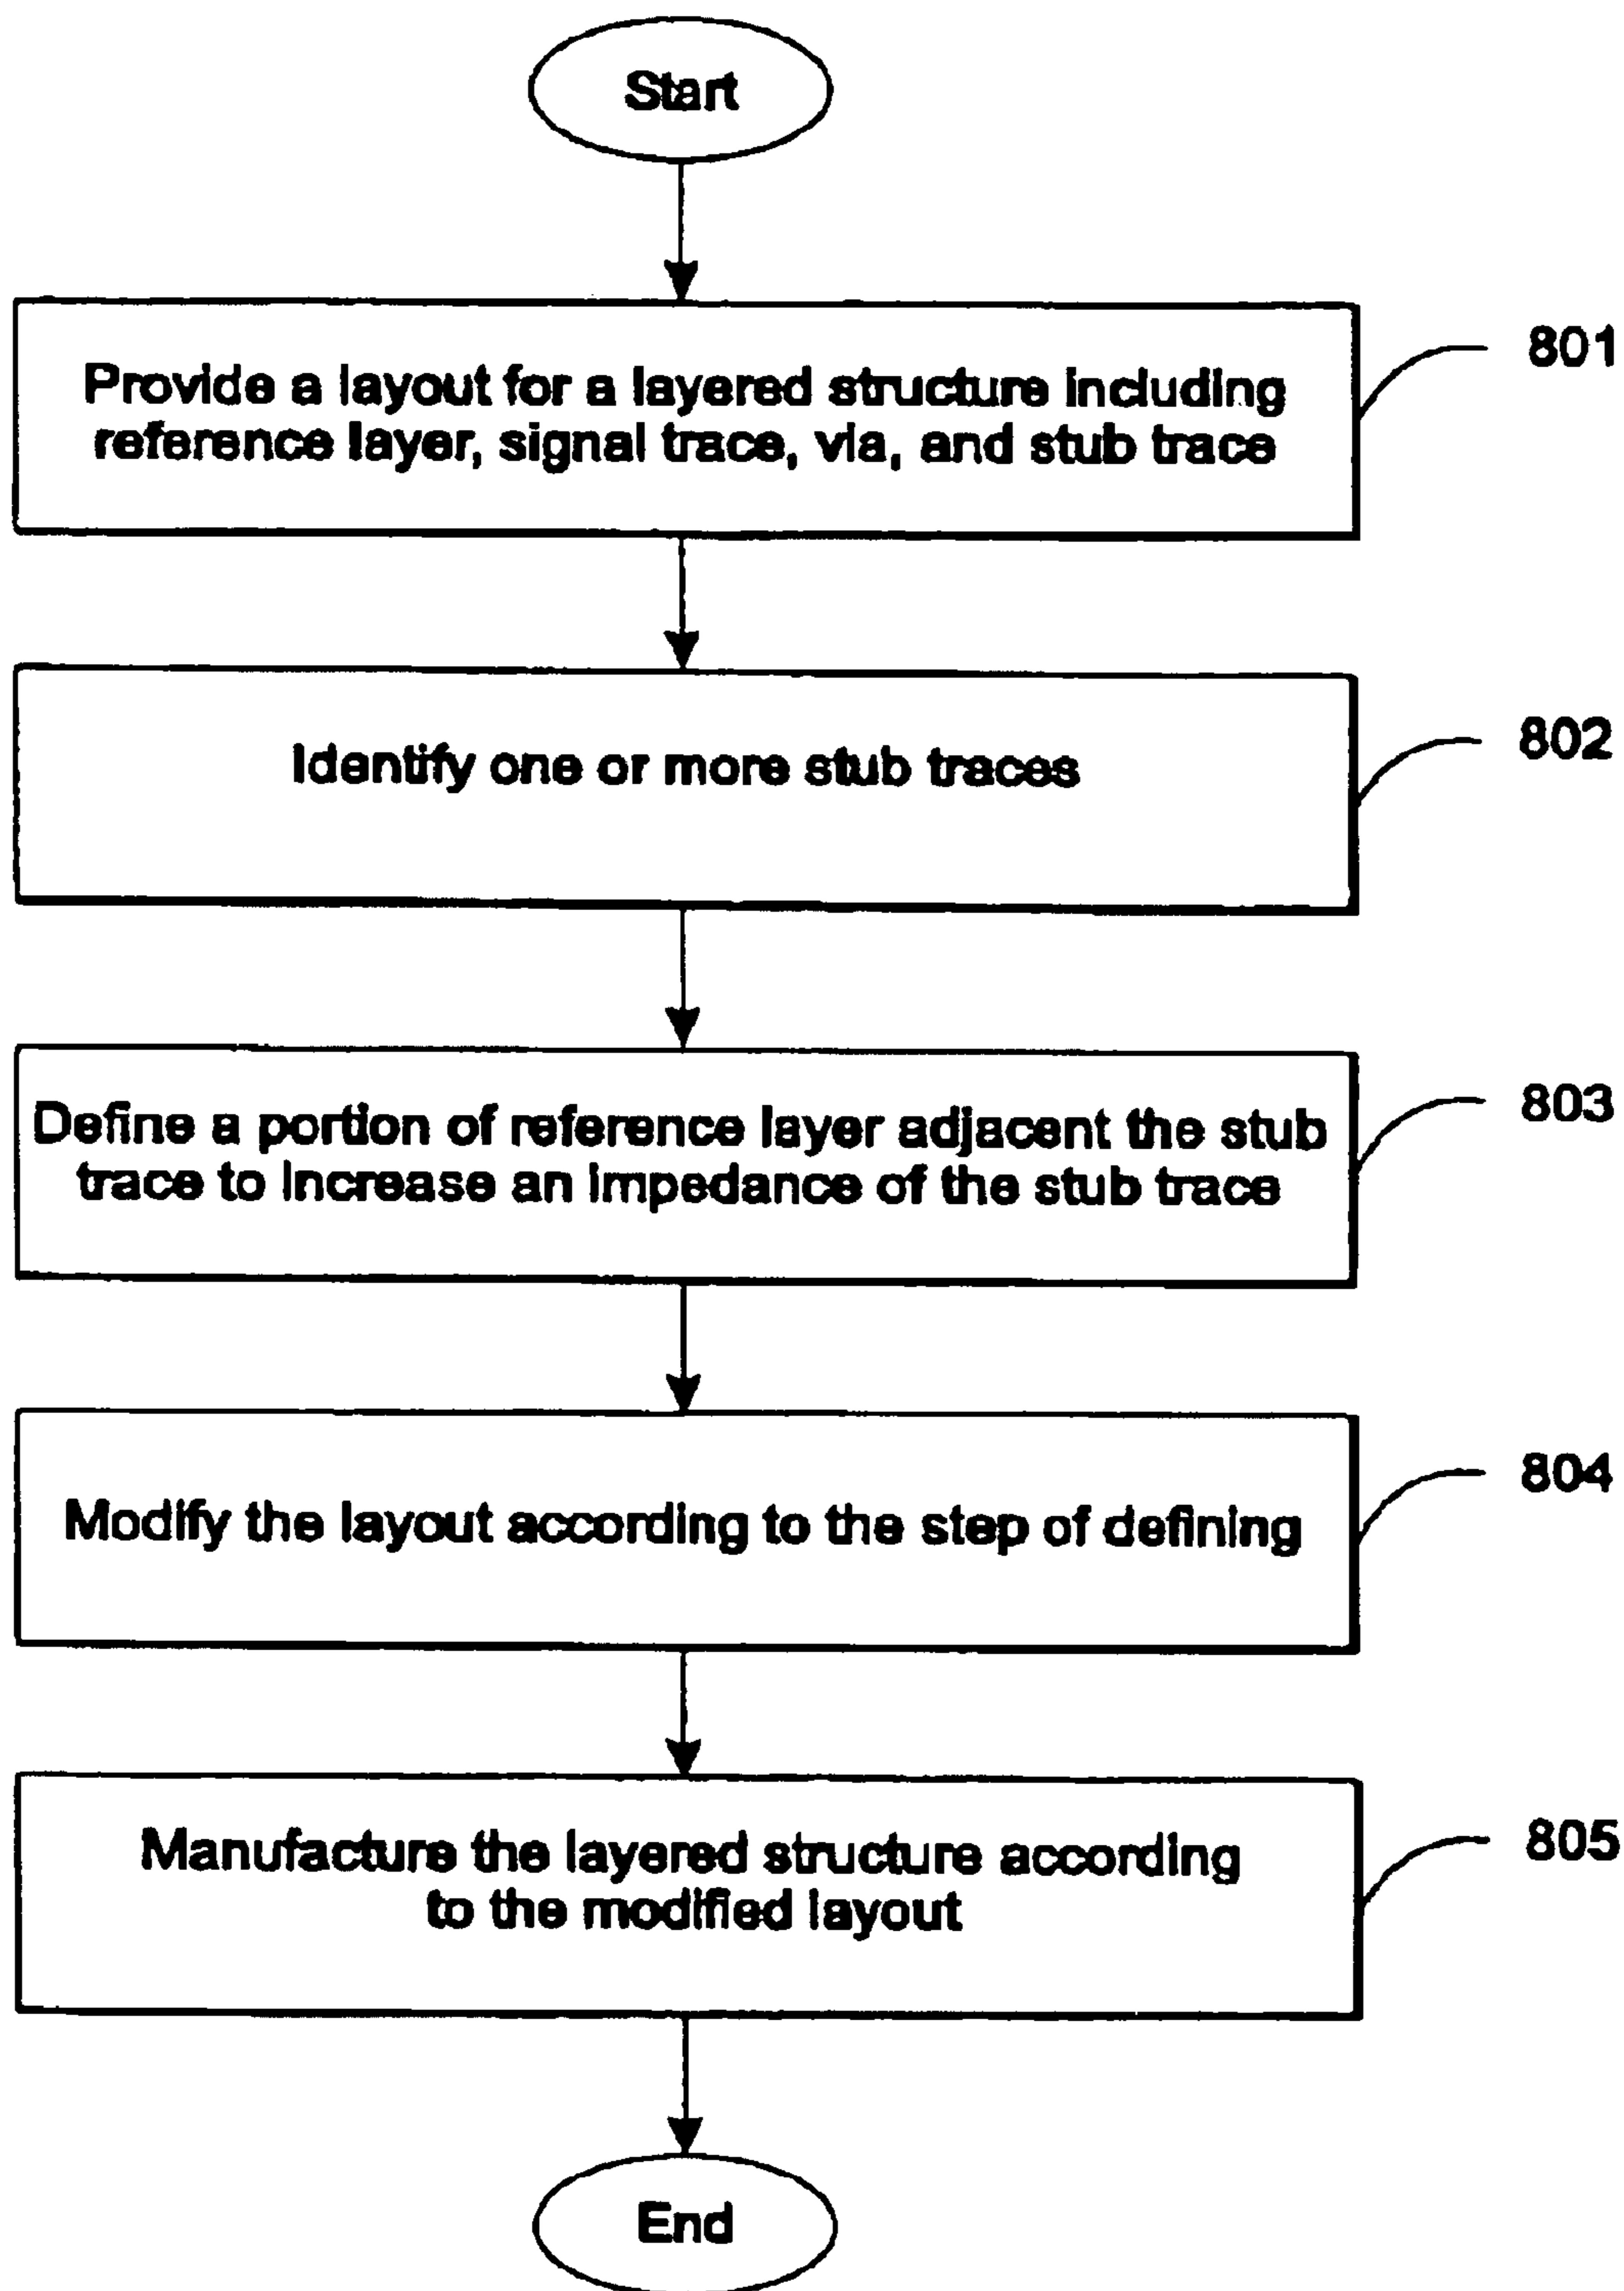 Start
Provide a layout for a layered structure including
reference layer, signal trace, via, and stub trace
801
Identify one or more stub traces
802
Define a portion of reference layer adjacent the stub
trace to increase an impedance of the stub trace
803
Modify the layout according to the step of defining
804
Manufacture the layered structure according
to the modified layout
805
End